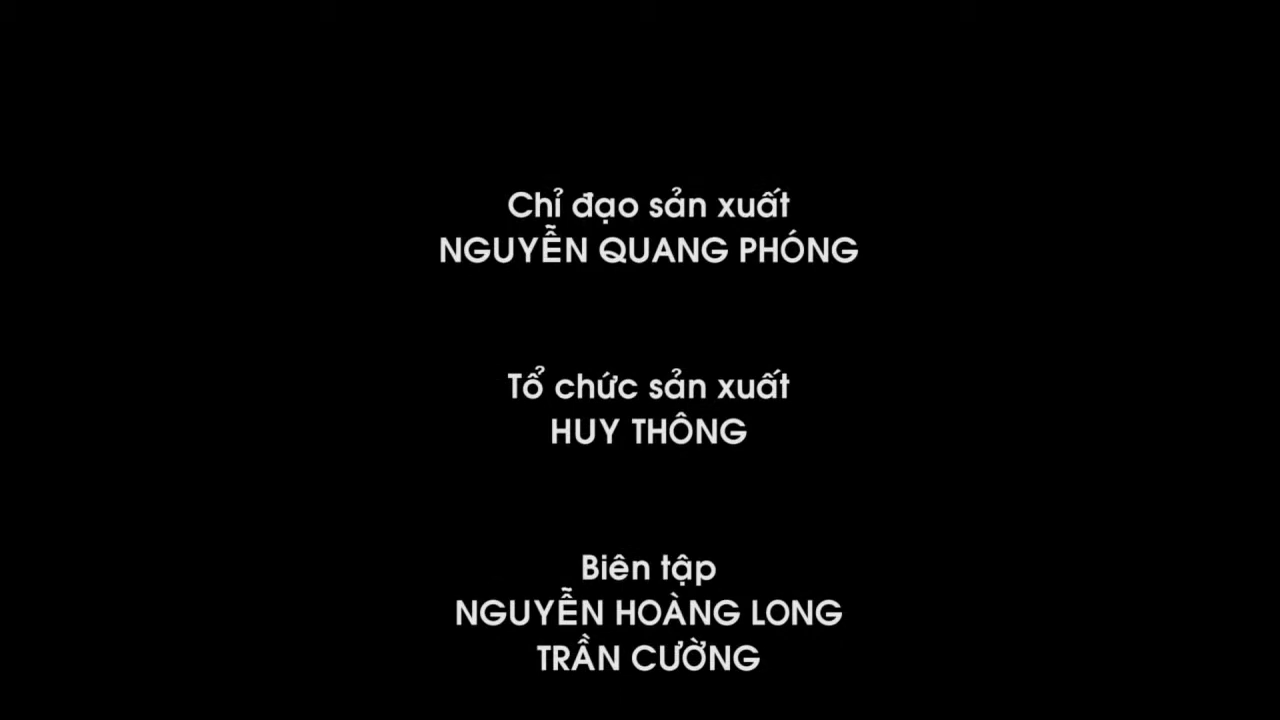 Chỉ đạo sản xuất
NGUYỄN QUANG PHÓNG
Tổ chức sản xuất
HUY THÔNG
Biên tập
NGUYỄN HOÀNG LONG
TRẦN CƯỜNG